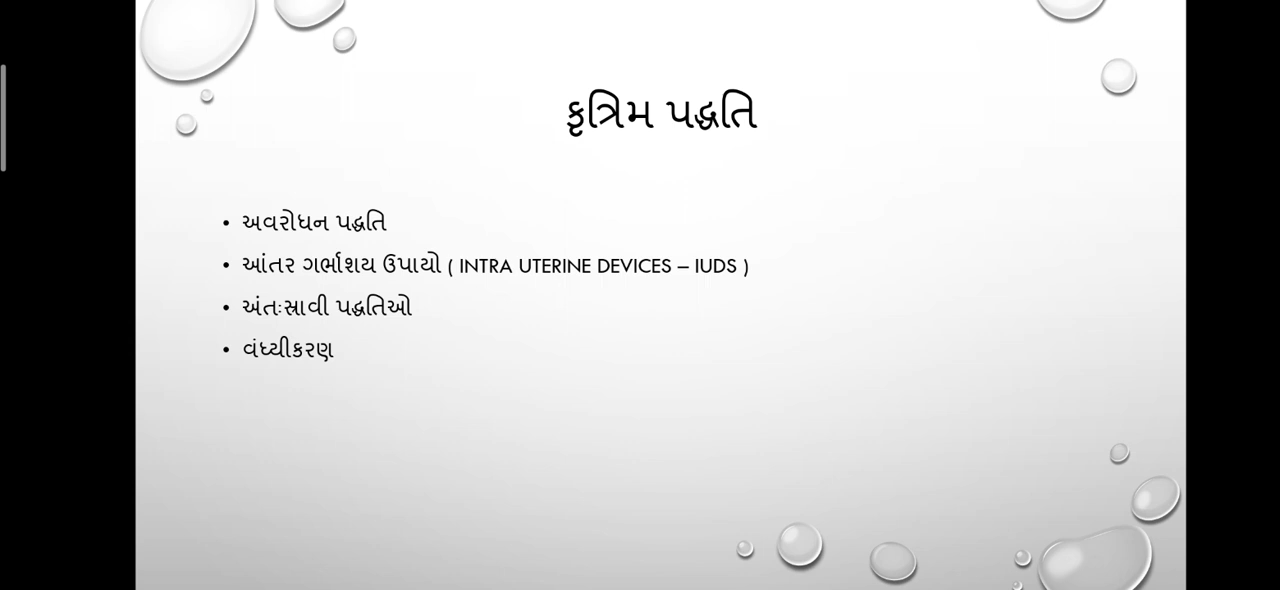 કૃત્રિમ પદ્ધતિ
• અવરોધન પદ્ધતિ
• આંતર ગર્ભાશય ઉપાયો ( INTRA UTERINE DEVICES – IUDS )
• અંતઃસ્રાવી પદ્ધતિઓ
• વંધ્યીકરણ